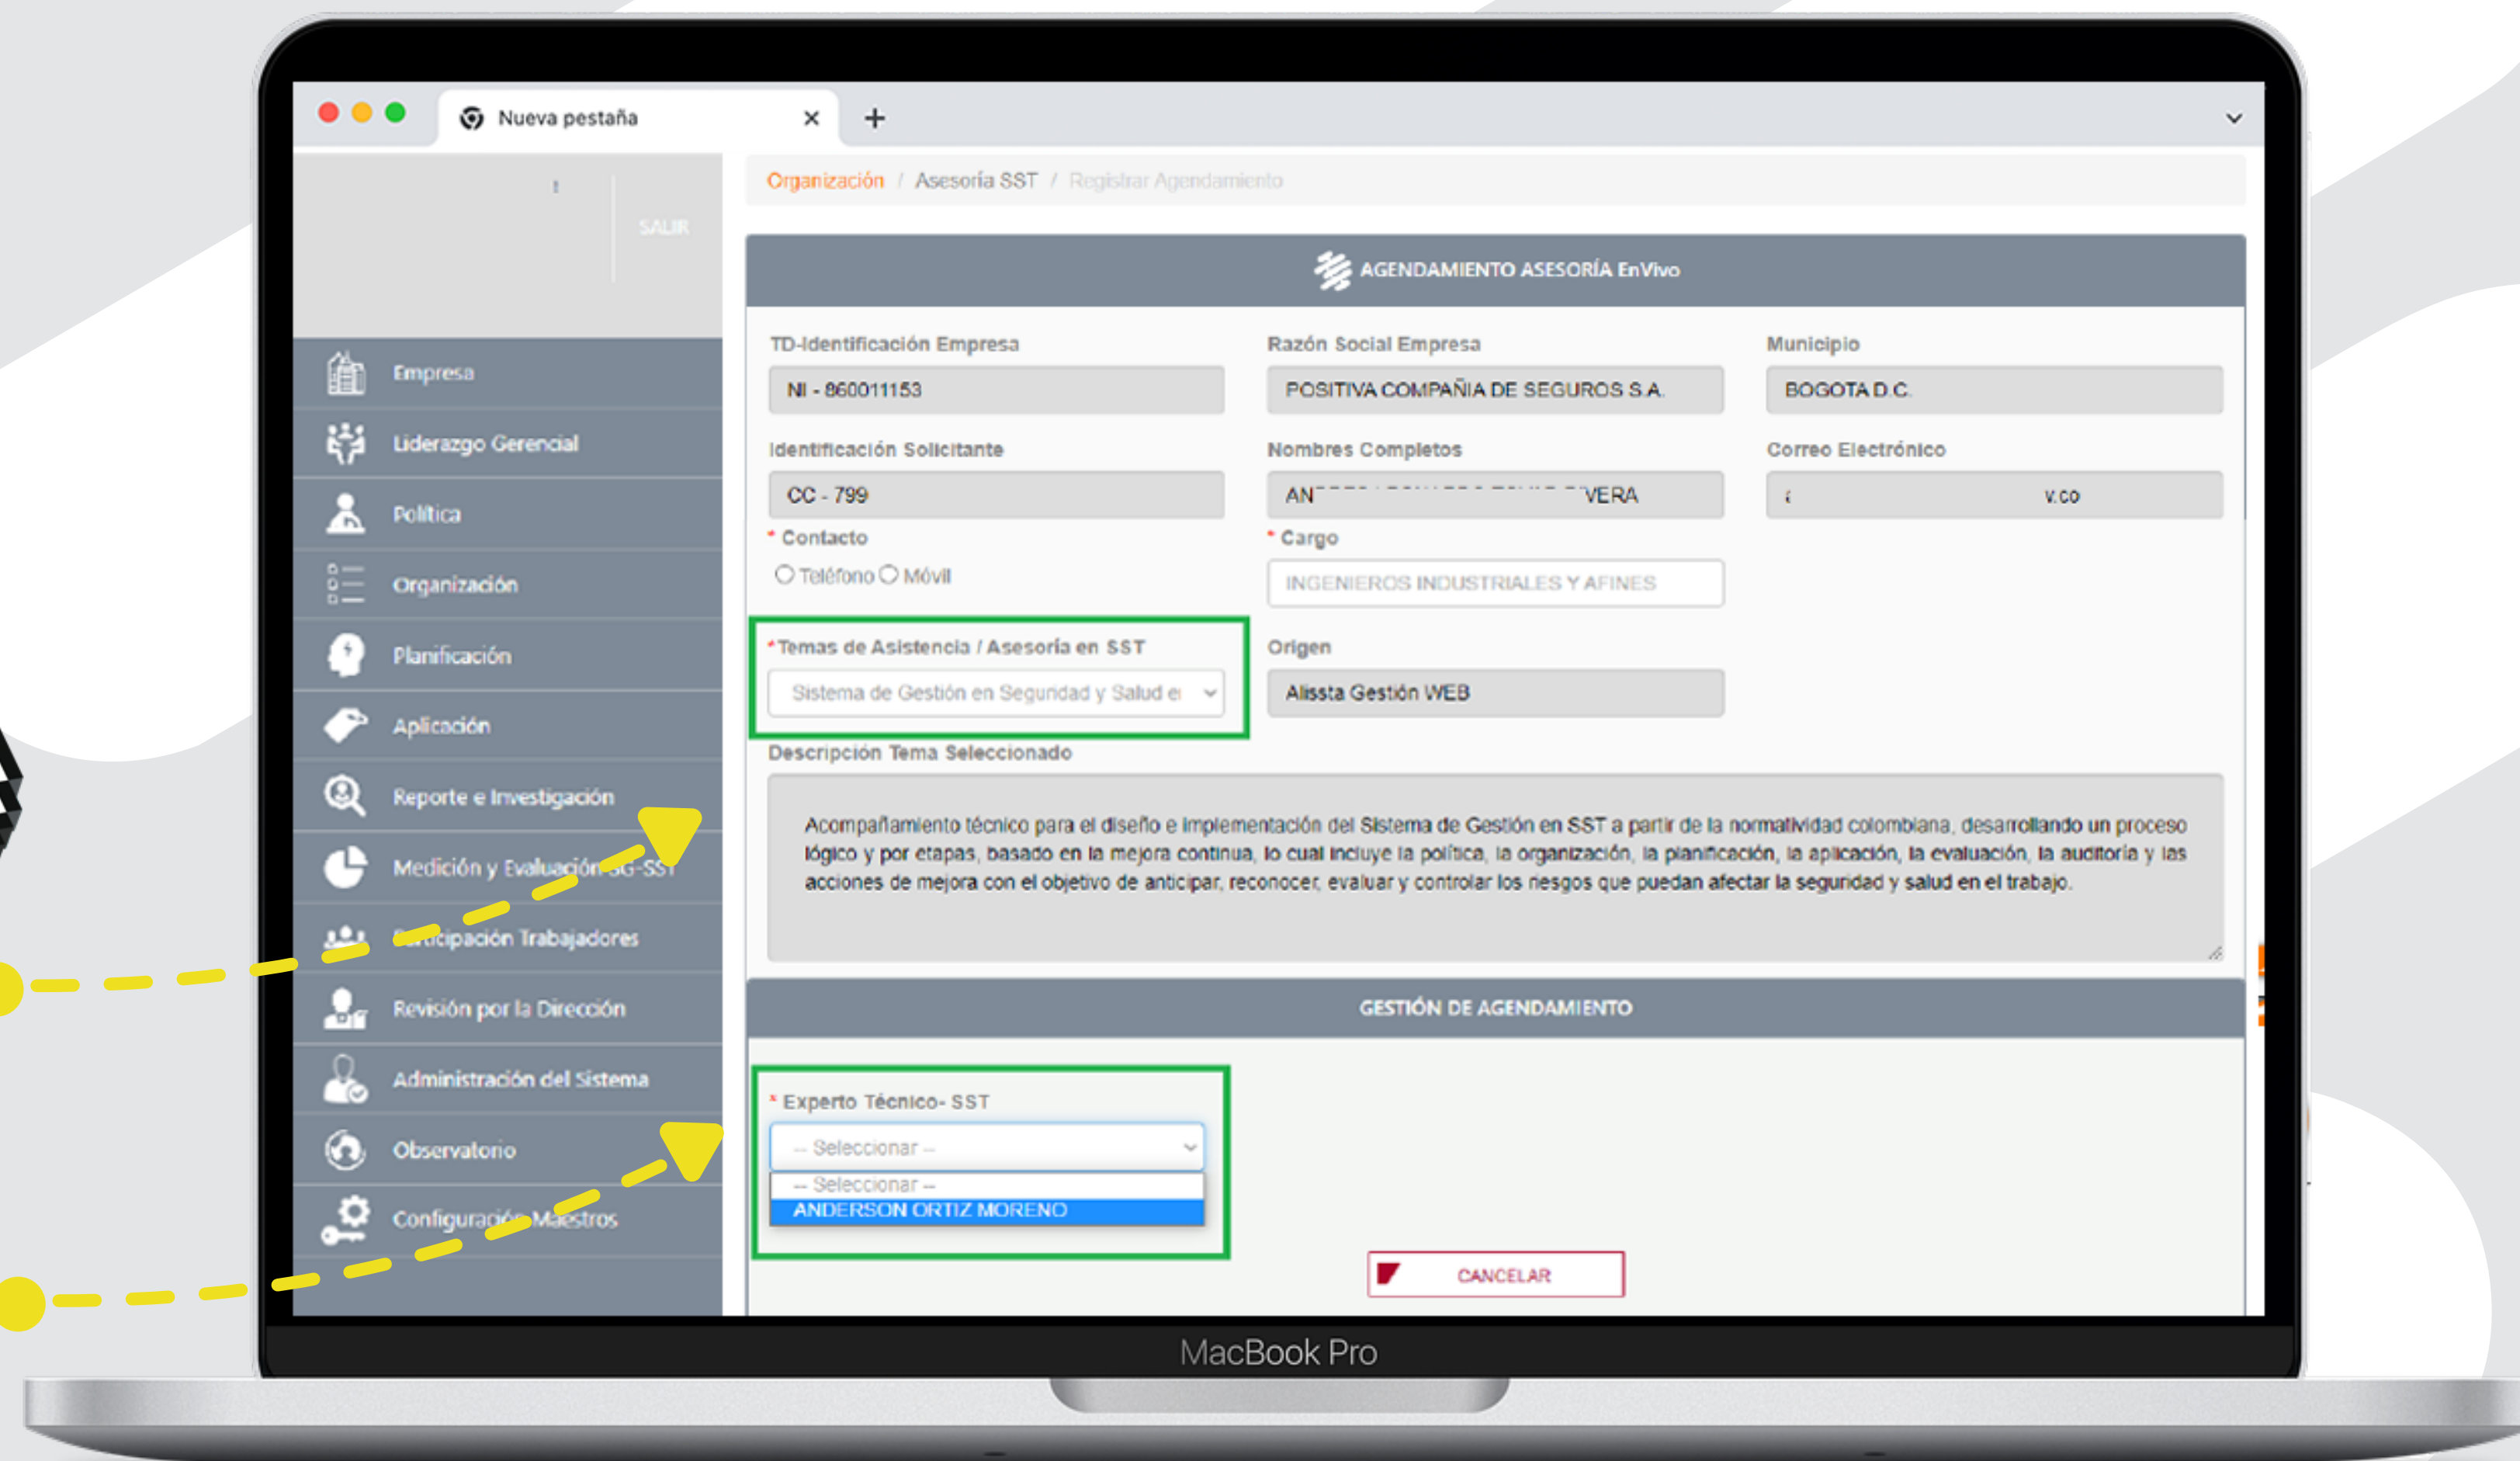 Nueva pestaña
SALIR
Organización / Asesoría SST / Registrar Agendamiento
AGENDAMIENTO ASESORÍA EnVivo
Empresa
Liderazgo Gerencial
Política
Organización
Planificación
Aplicación
Reporte e Investigación
Medición y Evaluación SG-SST
Participación Trabajadores
Revisión por la Dirección
Administración del Sistema
Observatorio
Configuración Maestros
TD-Identificación Empresa
NI - 860011153
Razón Social Empresa
POSITIVA COMPAÑIA DE SEGUROS S.A.
Municipio
BOGOTA D.C.
Identificación Solicitante
CC - 799
Nombres Completos
AN VERA
Correo Electrónico
v.co
* Contacto
Teléfono Móvil
* Cargo
INGENIEROS INDUSTRIALES Y AFINES
*Temas de Asistencia / Asesoría en SST
Sistema de Gestión en Seguridad y Salud e
Origen
Alissta Gestión WEB
Descripción Tema Seleccionado
Acompañamiento técnico para el diseño e implementación del Sistema de Gestión en SST a partir de la normatividad colombiana, desarrollando un proceso
lógico y por etapas, basado en la mejora continua, lo cual incluye la política, la organización, la planificación, la aplicación, la evaluación, la auditoría y las
acciones de mejora con el objetivo de anticipar, reconocer, evaluar y controlar los riesgos que puedan afectar la seguridad y salud en el trabajo.
GESTIÓN DE AGENDAMIENTO
* Experto Técnico- SST
-- Seleccionar --
-- Seleccionar --
ANDERSON ORTIZ MORENO
CANCELAR
MacBook Pro